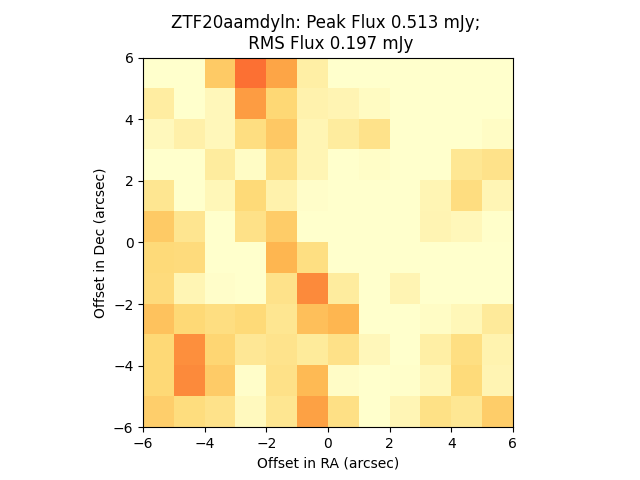 ZTF20aamdyln: Peak Flux 0.513 mJy;
RMS Flux 0.197 mJy
6
4
2
0
−2
−4
−6
Offset in Dec (arcsec)
−6 −4 −2 0 2 4 6
Offset in RA (arcsec)